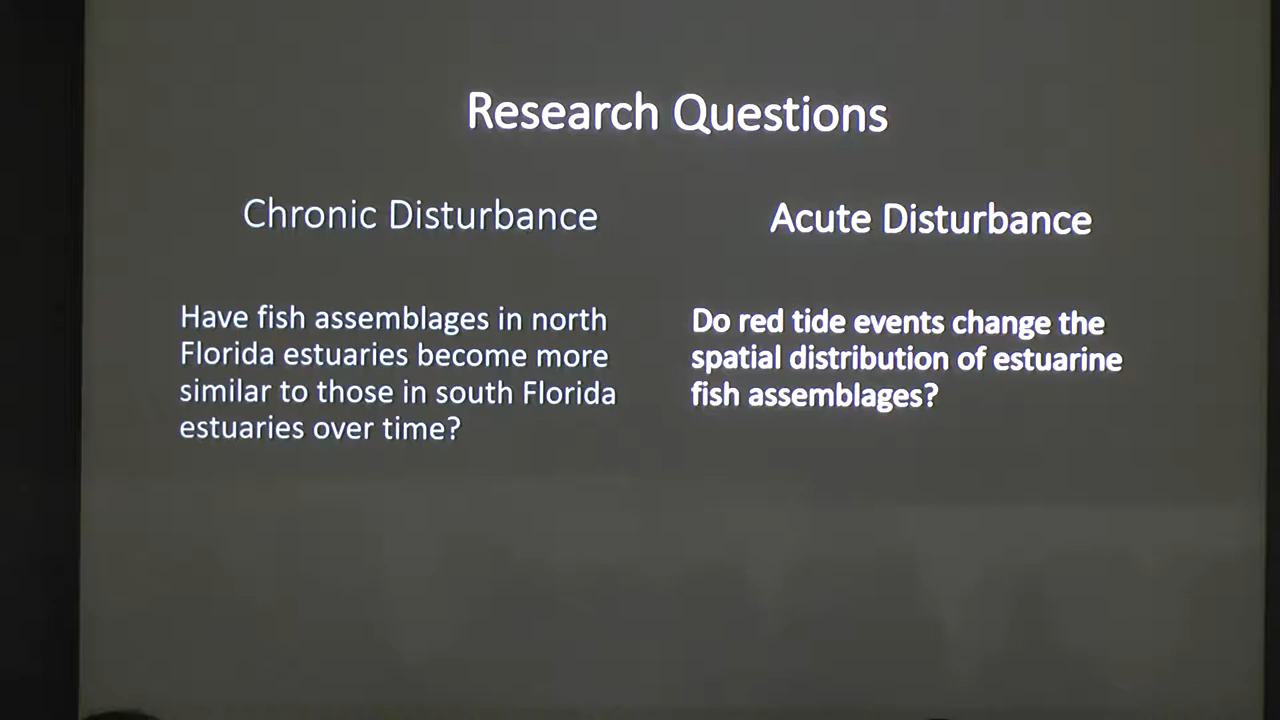 Research Questions
Chronic Disturbance
Have fish assemblages in north
Florida estuaries become more
similar to those in south Florida
estuaries over time?
Acute Disturbance
Do red tide events change the
spatial distribution of estuarine
fish assemblages?